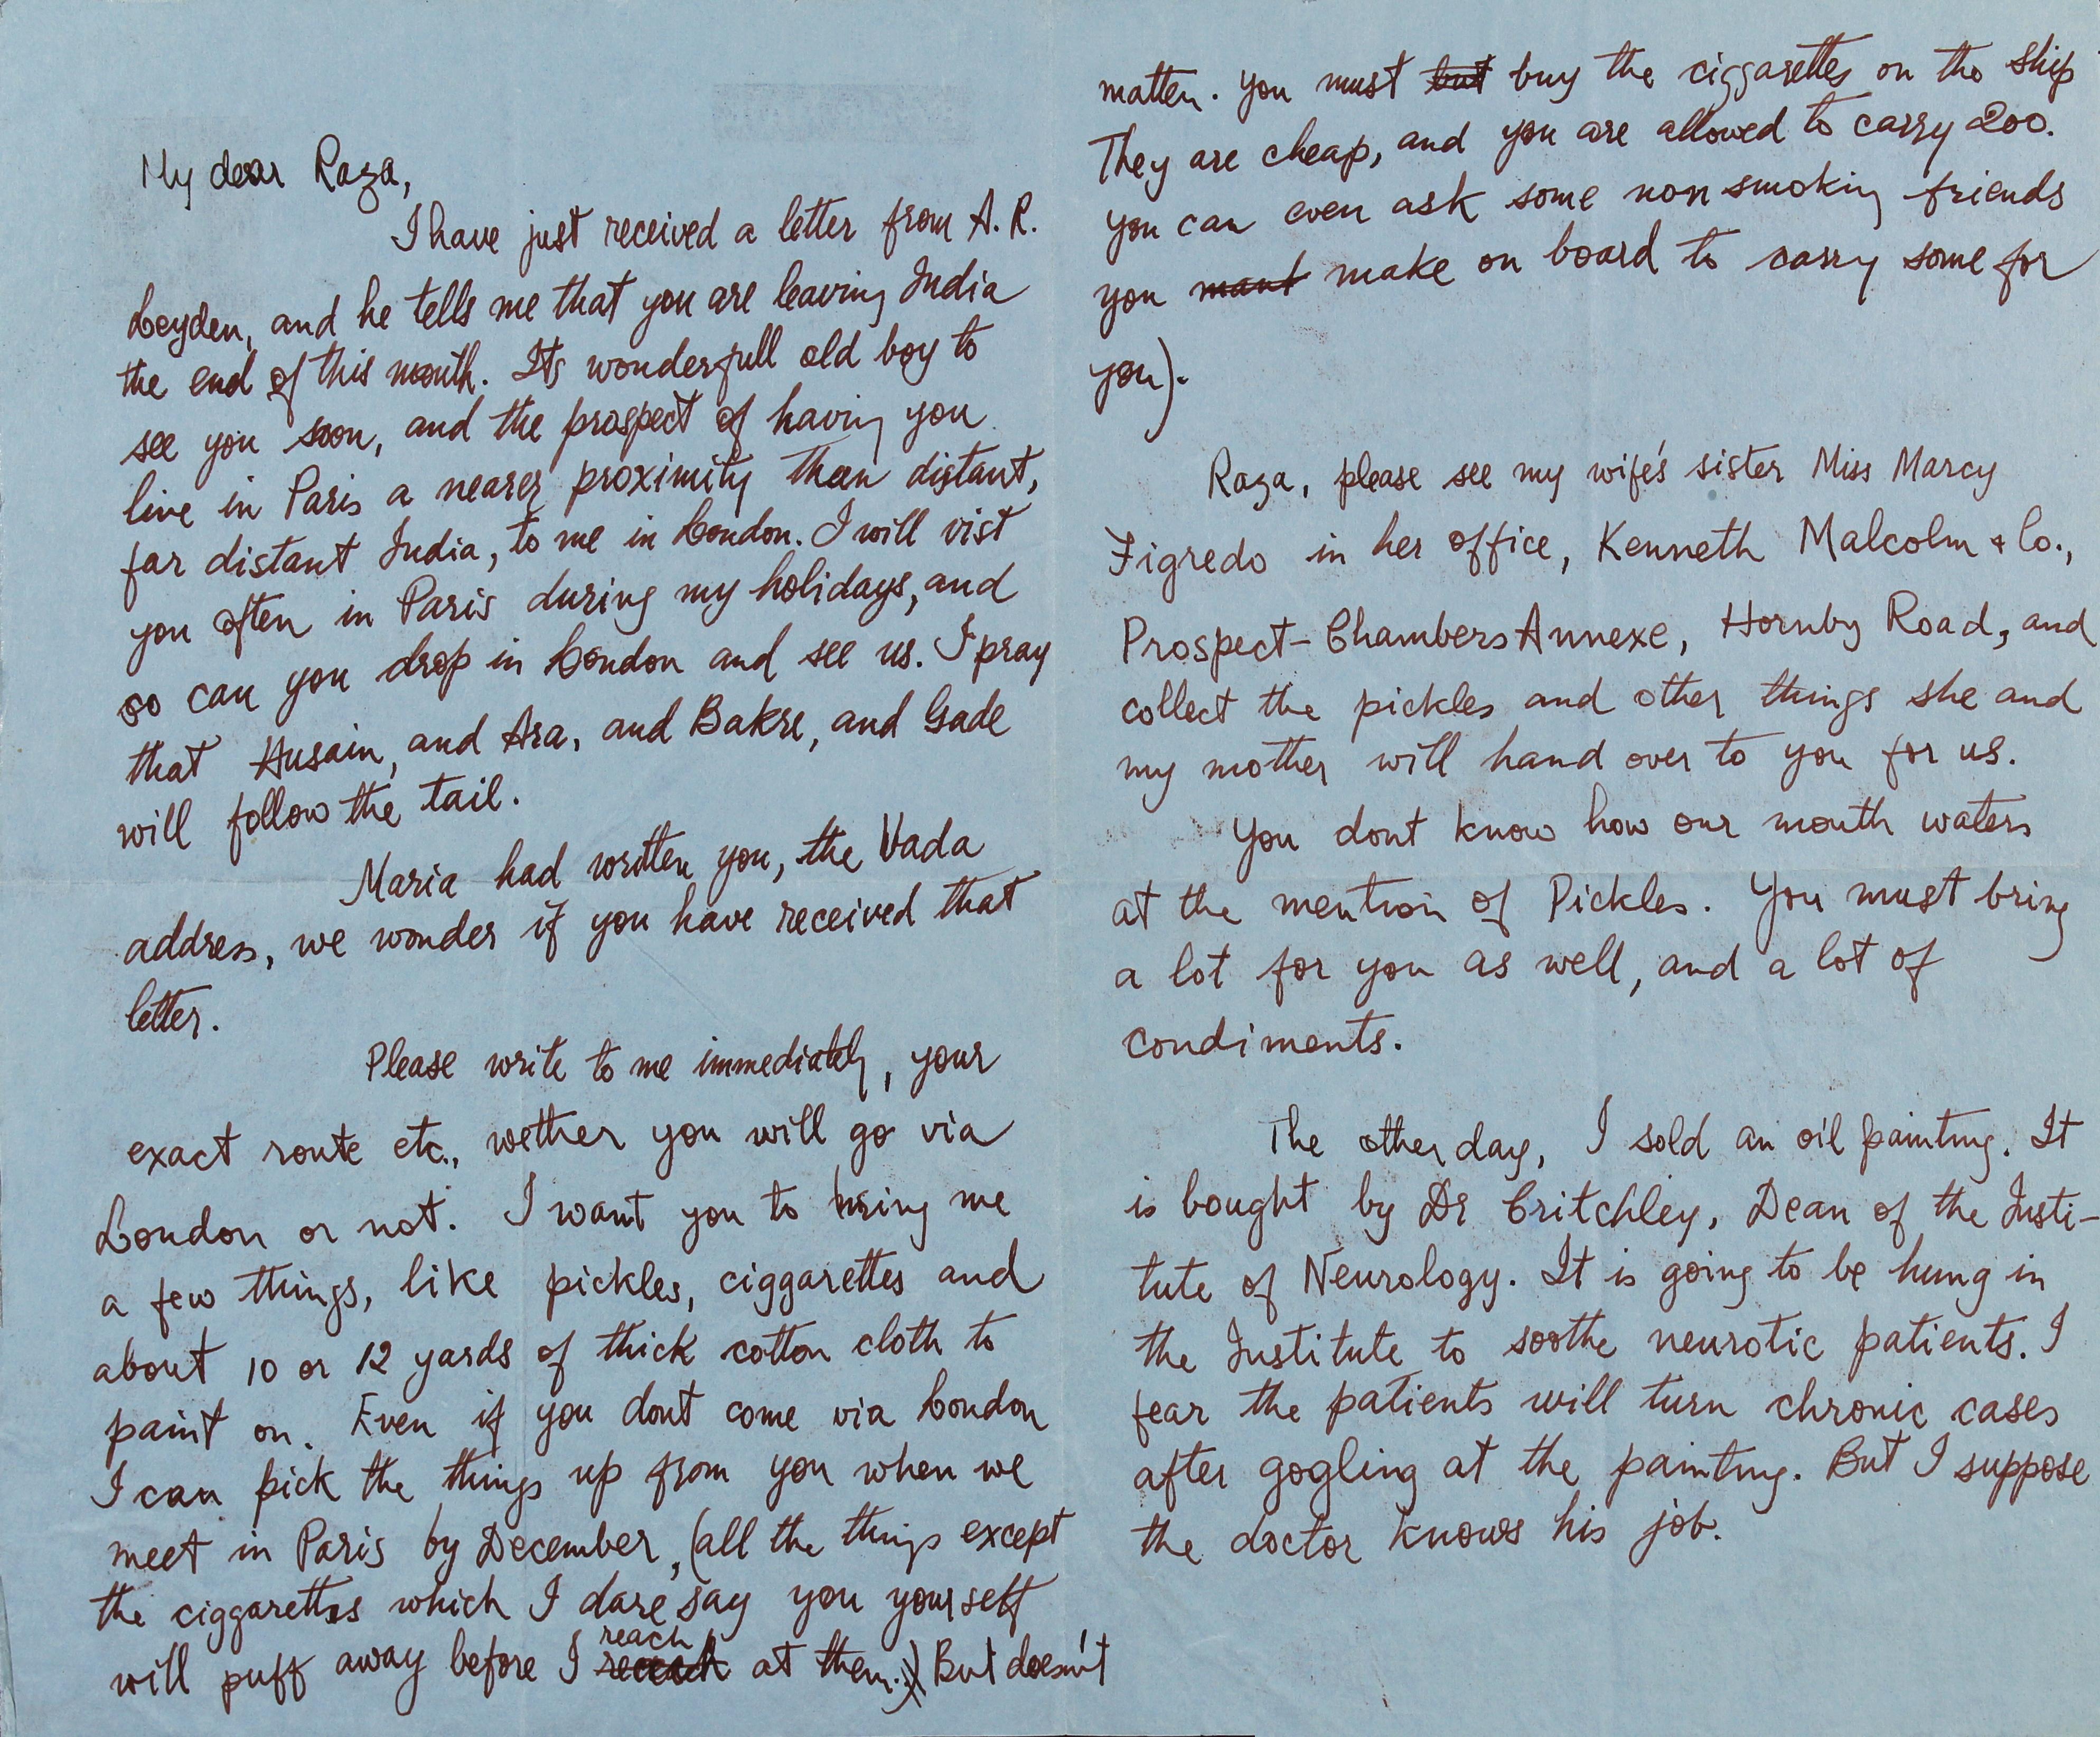 My dear Raza,
I have just received a letter from A. R.
Leyden, and he tells me that you are leaving India
the end of this month. Its wonderfull old boy to
see you soon, and the prospect of having you
live in Paris a nearer proximity than distant,
far distant India, to me in London. I will vist
you often in Paris during my holidays, and
so can you drop in London and see us. I pray
that Husain, and Ara, and Bakre, and Gade
will follow the tail.
Maria had written you, the Vada
address, we wonder if you have received that
letter.
Please write to me immediately, your
exact route etc., wether you will go via
London or not. I want you to bring me
a few things, like pickles, ciggarettes and
about 10 or 12 yards of thick cotton cloth to
paint on. Even if you dont come via London
I can pick the things up from you when we
meet in Paris by December, (all the things except
the ciggarettes which I dare say you yourself
will puff away before I reach at them.) But doesn't
matter. You must but buy the ciggarettes on the ship
They are cheap, and you are allowed to carry 200.
You can even ask some non smoking friends
you mant make on board to carry some for
you).
Raza, please see my wife's sister Miss Marcy
Figredo in her office, Kenneth Malcolm & Co.,
Prospect-Chambers Annexe, Hornby Road, and
collect the pickles and other things she and
my mother will hand over to you for us.
You dont know how our mouth waters
at the mention of Pickles. You must bring
a lot for you as well, and a lot of
condiments.
The other day, I sold an oil painting. It
is bought by Dr Critchley, Dean of the Insti-
tute of Neurology. It is going to be hung in
the Institute to soothe neurotic patients. I
fear the patients will turn chronic cases
after gogling at the painting. But I suppose
the doctor knows his job.